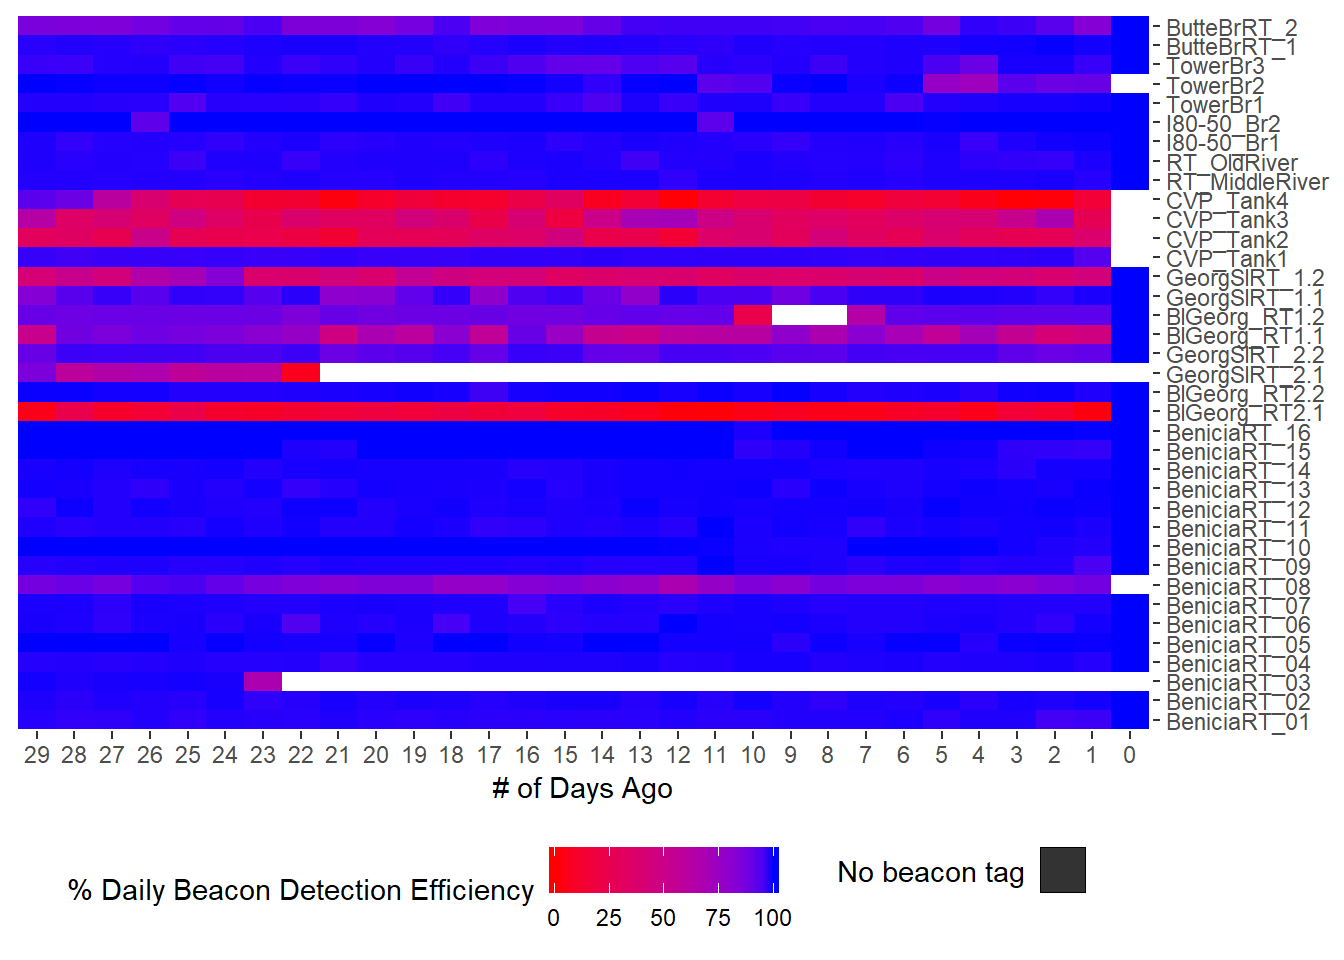 ButteBrRT_2
ButteBrRT_1
TowerBr3
TowerBr2
TowerBr1
I80-50_Br2
I80-50_Br1
RT_OldRiver
RT_MiddleRiver
CVP_Tank4
CVP_Tank3
CVP_Tank2
CVP_Tank1
GeorgSlRT_1.2
GeorgSlRT_1.1
BlGeorg_RT1.2
BlGeorg_RT1.1
GeorgSlRT_2.2
GeorgSlRT_2.1
BlGeorg_RT2.2
BlGeorg_RT2.1
BeniciaRT_16
BeniciaRT_15
BeniciaRT_14
BeniciaRT_13
BeniciaRT_12
BeniciaRT_11
BeniciaRT_10
BeniciaRT_09
BeniciaRT_08
BeniciaRT_07
BeniciaRT_06
BeniciaRT_05
BeniciaRT_04
BeniciaRT_03
BeniciaRT_02
BeniciaRT_01
29 28 27 26 25 24 23 22 21 20 19 18 17 16 15 14 13 12 11 10 9 8 7 6 5 4 3 2 1 0
# of Days Ago
% Daily Beacon Detection Efficiency
0 25 50 75 100
No beacon tag